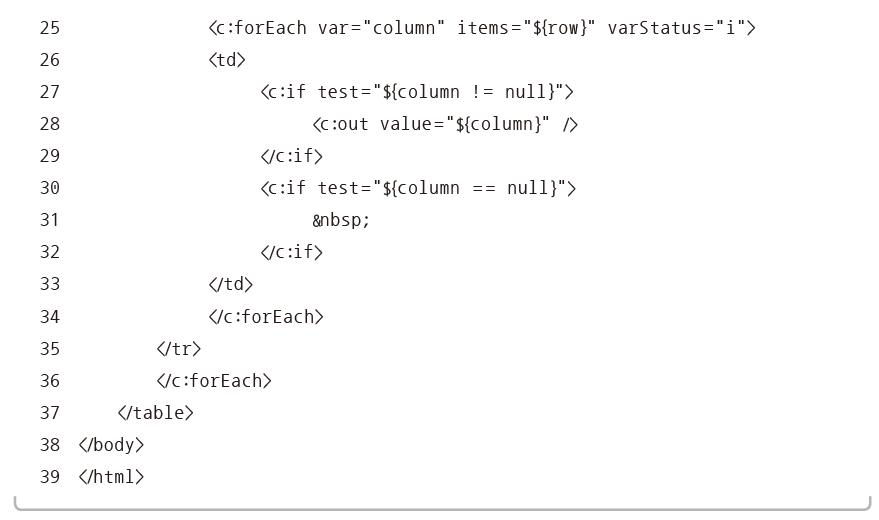 25 <c:forEach var="column" items="${row}" varStatus="i">
26 <td>
27 <c:if test="${column != null}">
28 <c:out value="${column}" />
29 </c:if>
30 <c:if test="${column == null}">
31 &nbsp;
32 </c:if>
33 </td>
34 </c:forEach>
35 </tr>
36 </c:forEach>
37 </table>
38 </body>
39 </html>